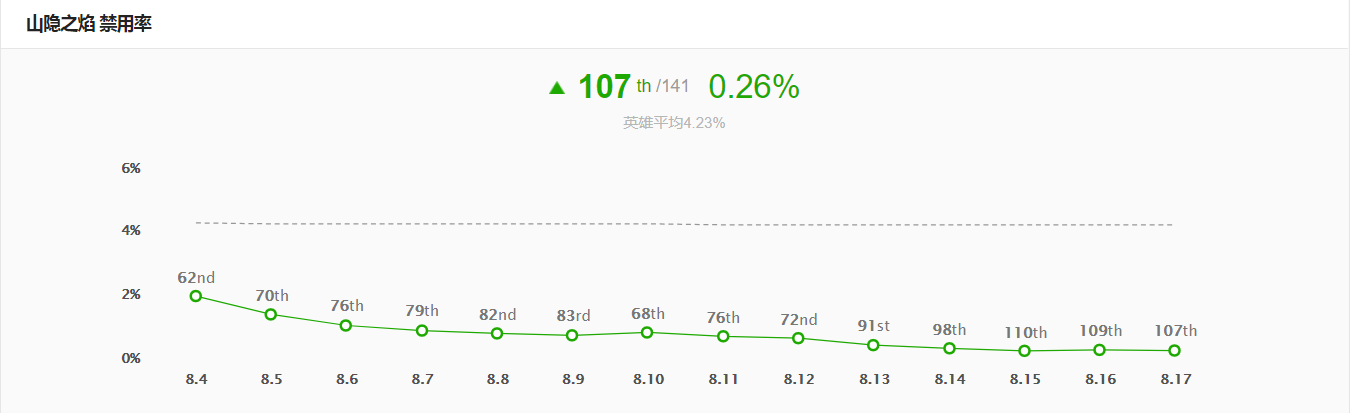 山隐之焰 禁用率
▲ 107 th /141 0.26%
英雄平均4.23%
6%
4%
2%
0%
62nd 70th 76th 79th 82nd 83rd 68th 76th 72nd 91st 98th 110th 109th 107th
8.4 8.5 8.6 8.7 8.8 8.9 8.10 8.11 8.12 8.13 8.14 8.15 8.16 8.17